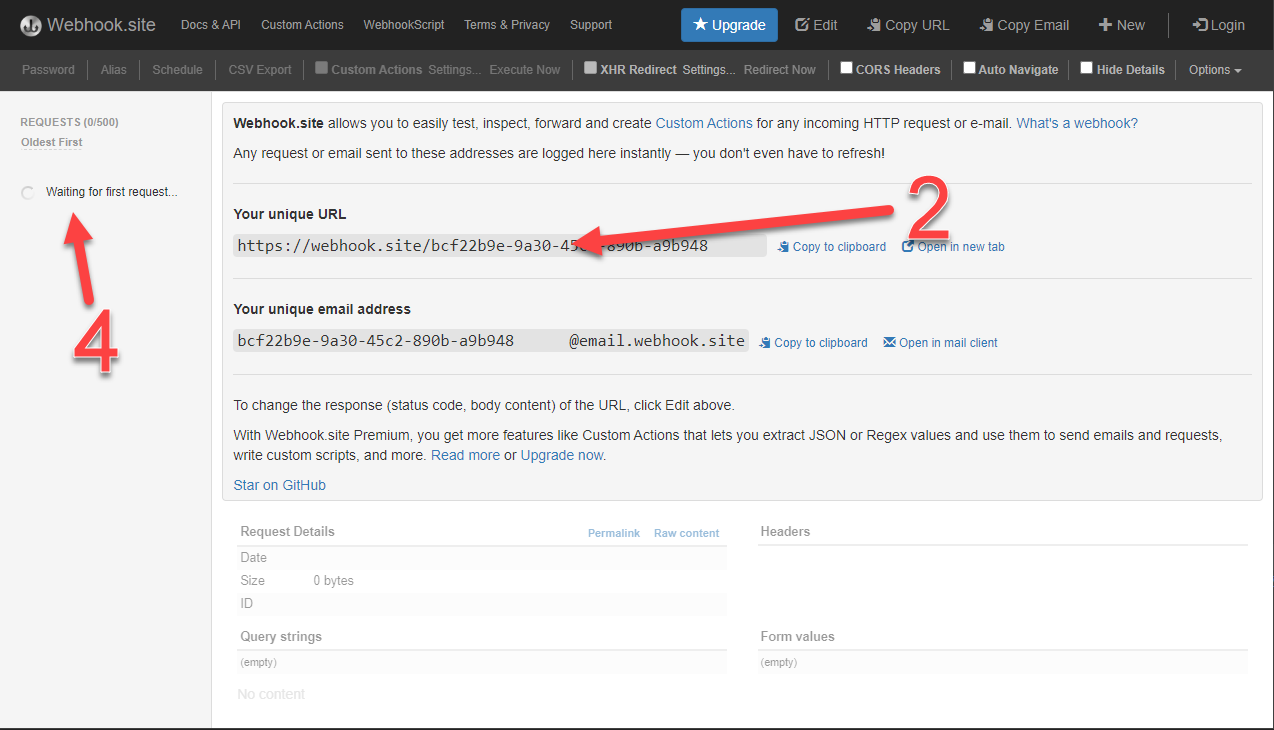 Webhook.site Docs & API Custom Actions WebhookScript Terms & Privacy Support Upgrade Edit Copy URL Copy Email New Login
Password Alias Schedule CSV Export Custom Actions Settings... Execute Now XHR Redirect Settings... Redirect Now CORS Headers Auto Navigate Hide Details Options
REQUESTS (0/500)
Oldest First
Waiting for first request...
4
Webhook.site allows you to easily test, inspect, forward and create Custom Actions for any incoming HTTP request or e-mail. What's a webhook?
Any request or email sent to these addresses are logged here instantly — you don't even have to refresh!
2
Your unique URL
https://webhook.site/bcf22b9e-9a30-45c2-890b-a9b948 Copy to clipboard Open in new tab
Your unique email address
bcf22b9e-9a30-45c2-890b-a9b948 @email.webhook.site Copy to clipboard Open in mail client
To change the response (status code, body content) of the URL, click Edit above.
With Webhook.site Premium, you get more features like Custom Actions that lets you extract JSON or Regex values and use them to send emails and requests,
write custom scripts, and more. Read more or Upgrade now.
Star on GitHub
Request Details Permalink Raw content Headers
Date
Size 0 bytes
ID
Query strings Form values
(empty) (empty)
No content